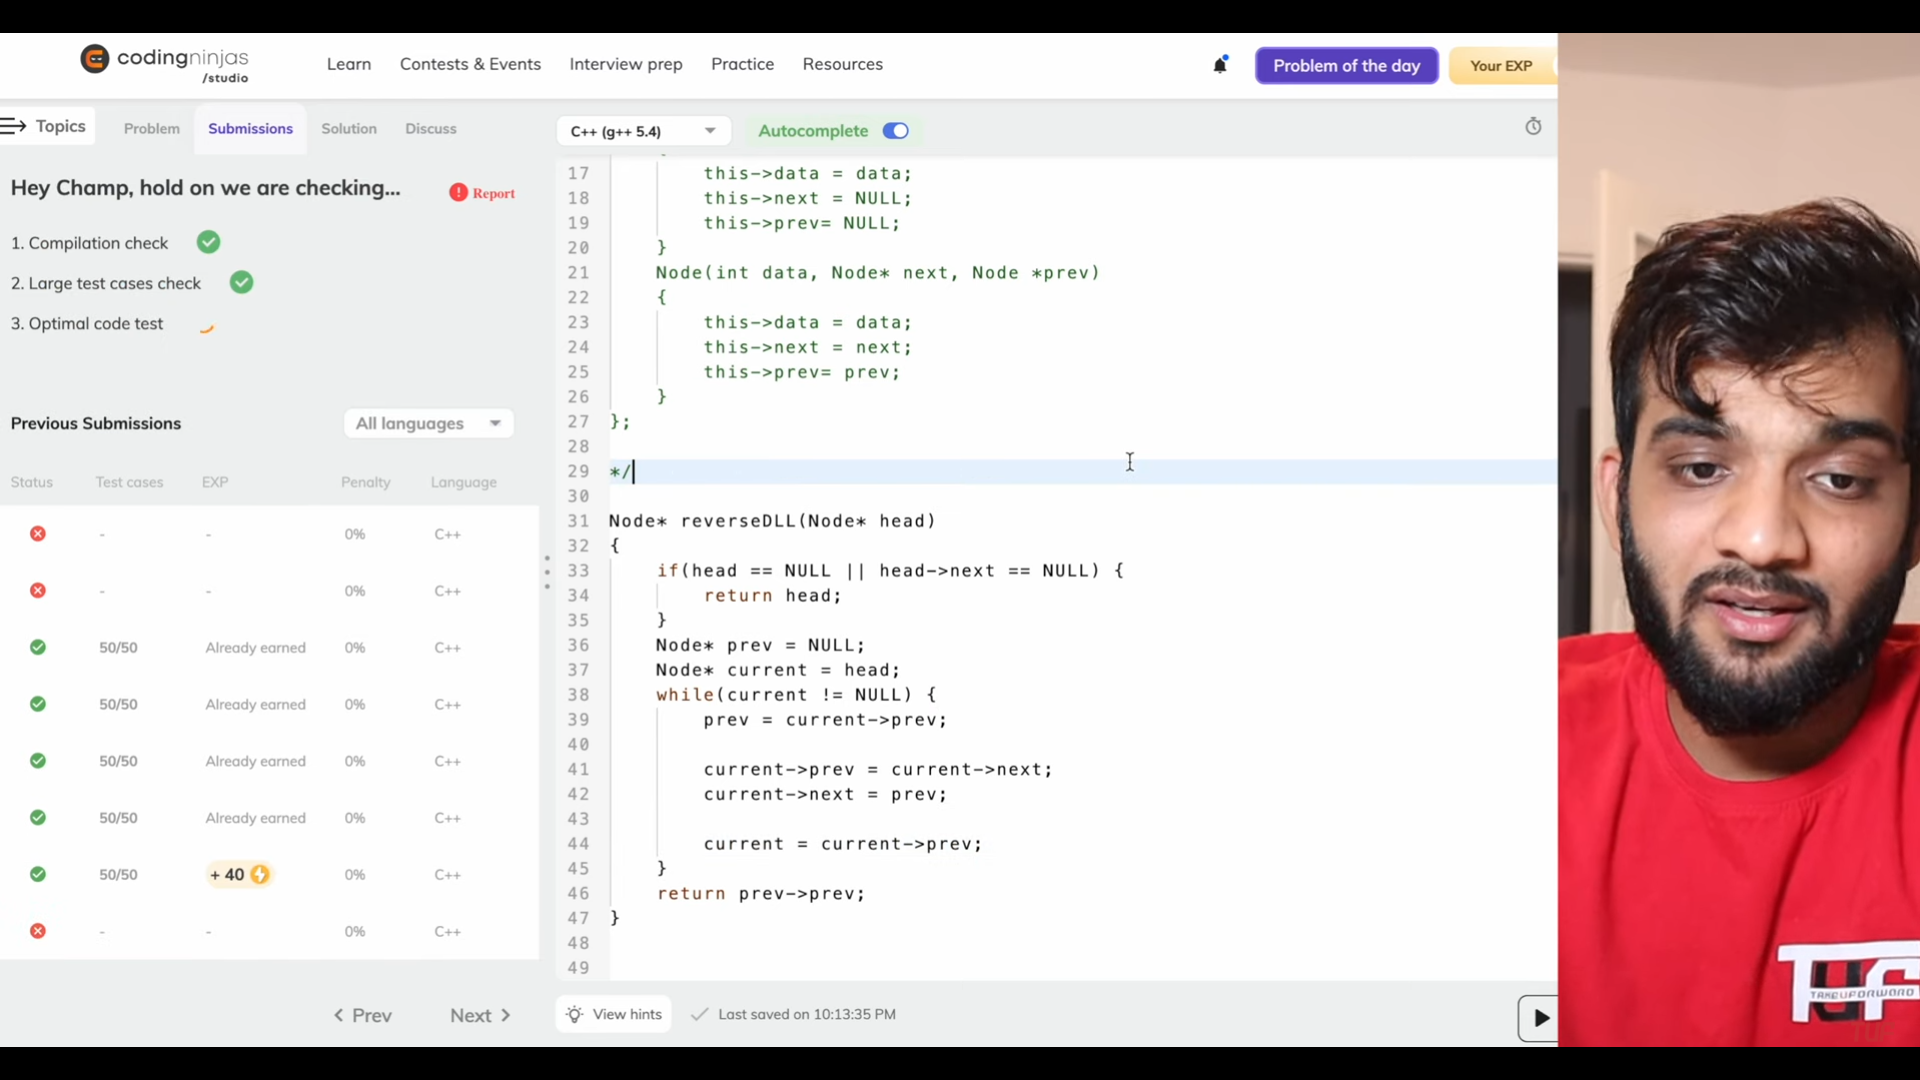 codingninjas
/studio
Learn
Contests & Events
Interview prep
Practice
Resources
Problem of the day
Your EXP
Topics
Problem
Submissions
Solution
Discuss
C++ (g++ 5.4)
Autocomplete
Hey Champ, hold on we are checking...
! Report
1. Compilation check
2. Large test cases check
3. Optimal code test
Previous Submissions
All languages
Status Test cases EXP Penalty Language
- - 0% C++
- - 0% C++
50/50 Already earned 0% C++
50/50 Already earned 0% C++
50/50 Already earned 0% C++
50/50 Already earned 0% C++
50/50 + 40 0% C++
- - 0% C++
< Prev
Next >
17 this->data = data;
18 this->next = NULL;
19 this->prev= NULL;
20 }
21 Node(int data, Node* next, Node *prev)
22 {
23 this->data = data;
24 this->next = next;
25 this->prev= prev;
26 }
27 };
28
29 */
30
31 Node* reverseDLL(Node* head)
32 {
33 if(head == NULL || head->next == NULL) {
34 return head;
35 }
36 Node* prev = NULL;
37 Node* current = head;
38 while(current != NULL) {
39 prev = current->prev;
40
41 current->prev = current->next;
42 current->next = prev;
43
44 current = current->prev;
45 }
46 return prev->prev;
47 }
48
49
View hints
Last saved on 10:13:35 PM
TUF
TAKEUFORWORD